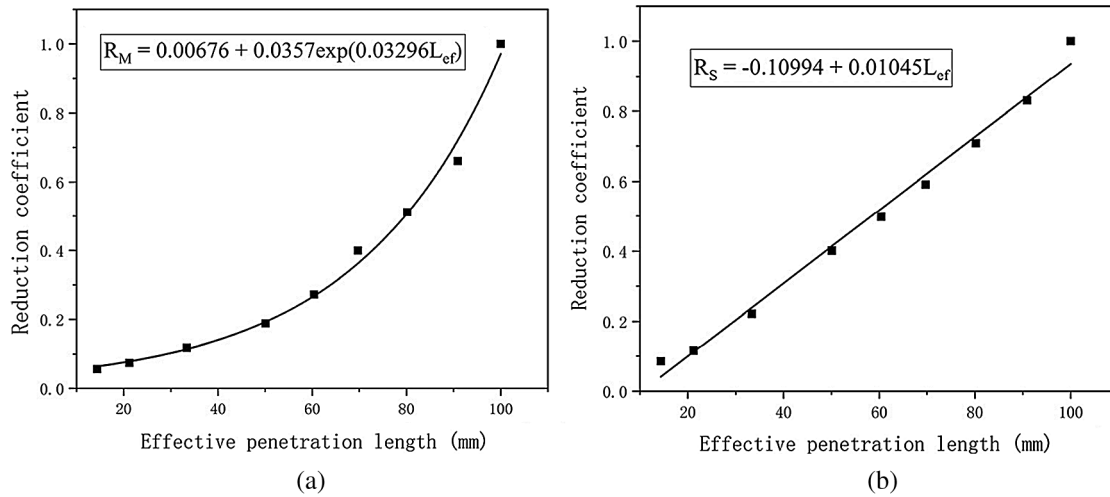 R_M = 0.00676 + 0.0357exp(0.03296L_ef)
Reduction coefficient
1.0
0.8
0.6
0.4
0.2
0.0
20 40 60 80 100
Effective penetration length (mm)
(a)
R_S = -0.10994 + 0.01045L_ef
Reduction coefficient
1.0
0.8
0.6
0.4
0.2
0.0
20 40 60 80 100
Effective penetration length (mm)
(b)